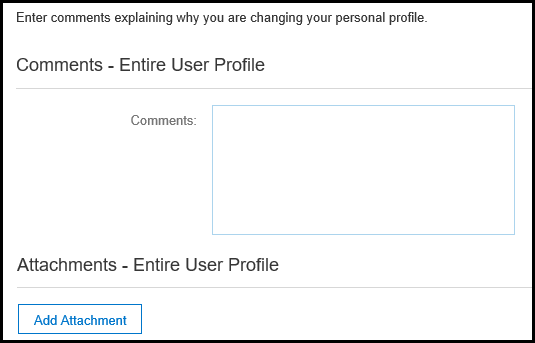 Enter comments explaining why you are changing your personal profile.
Comments - Entire User Profile
Comments:
Attachments - Entire User Profile
Add Attachment